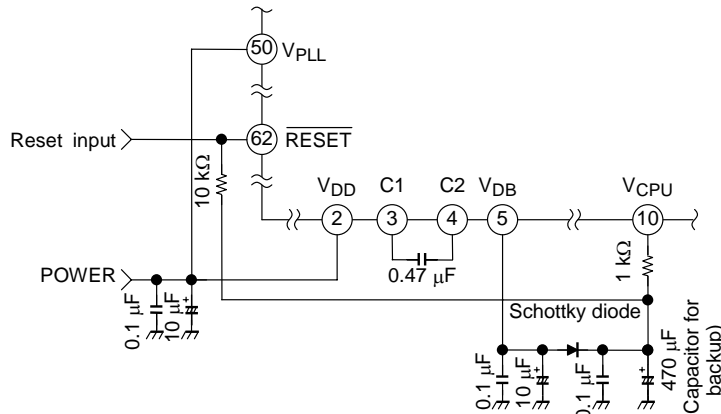 50 VPLL
Reset input
62 RESET
10 kΩ
VDD C1 C2 VDB VCPU
2 3 4 5 10
0.47 μF
1 kΩ
POWER
Schottky diode
0.1 μF
10 μF
+
0.1 μF
10 μF
+
0.1 μF
+
470 μF
Capacitor for
backup)